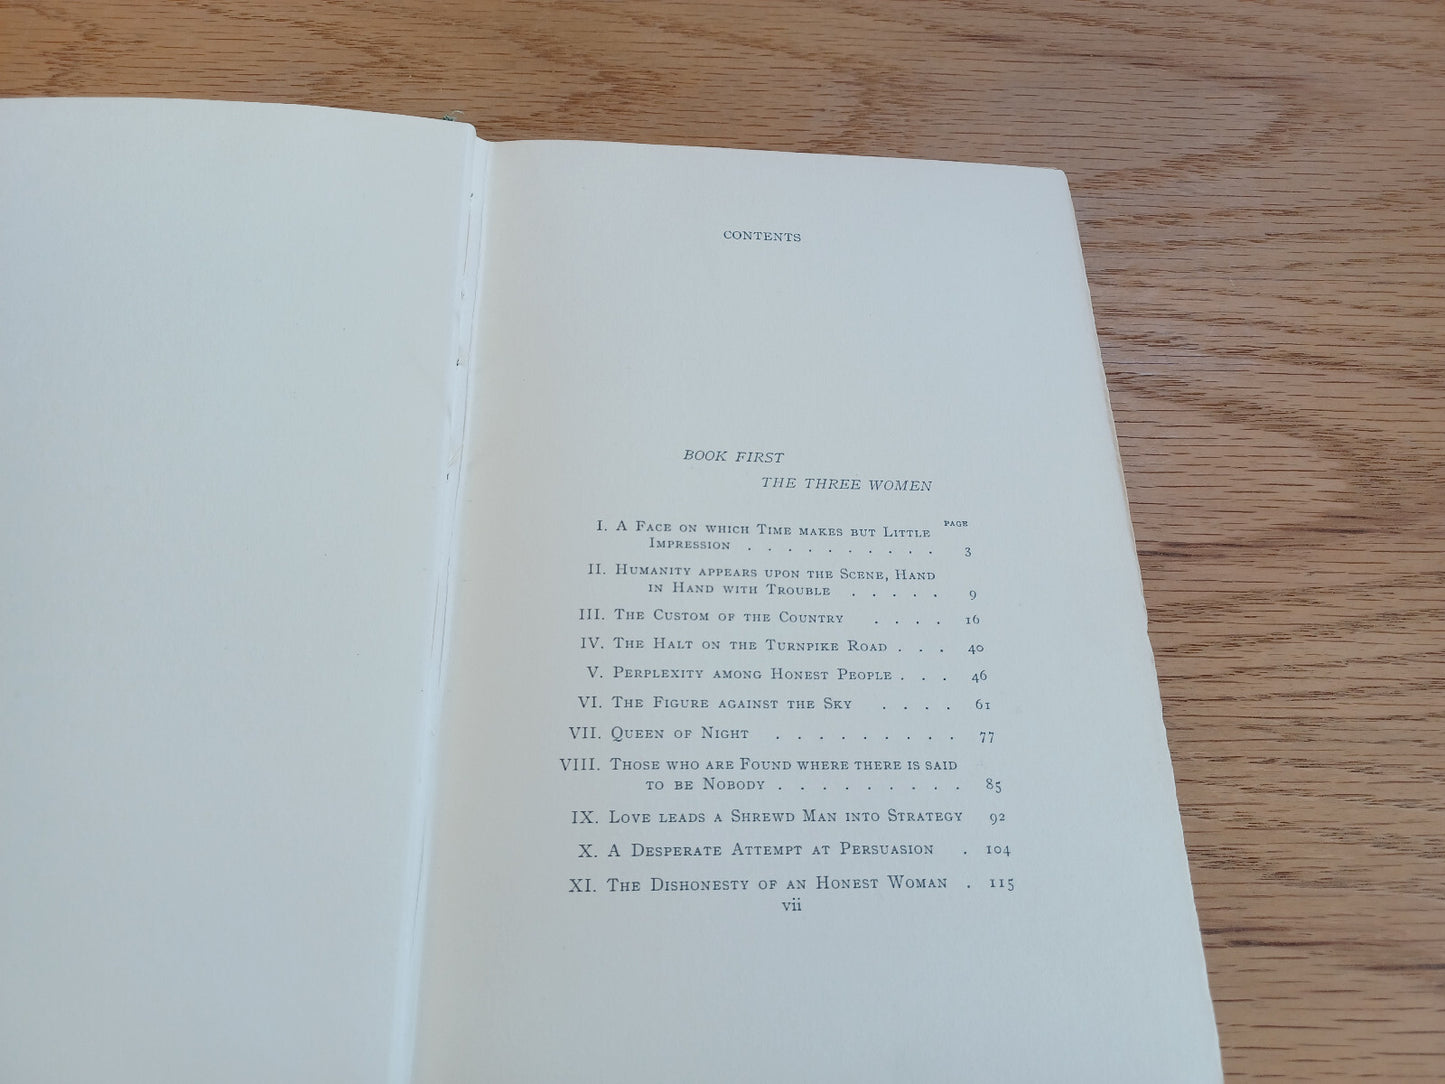 CONTENTS
BOOK FIRST
THE THREE WOMEN
PAGE
I. A Face on which Time makes but Little
Impression . . . . . . . . . . 3
II. Humanity appears upon the Scene, Hand
in Hand with Trouble . . . . . 9
III. The Custom of the Country . . . . 16
IV. The Halt on the Turnpike Road . . . 40
V. Perplexity among Honest People . . . 46
VI. The Figure against the Sky . . . . 61
VII. Queen of Night . . . . . . . . . 77
VIII. Those who are Found where there is said
to be Nobody . . . . . . . . . 85
IX. Love leads a Shrewd Man into Strategy 92
X. A Desperate Attempt at Persuasion . 104
XI. The Dishonesty of an Honest Woman . 115
vii